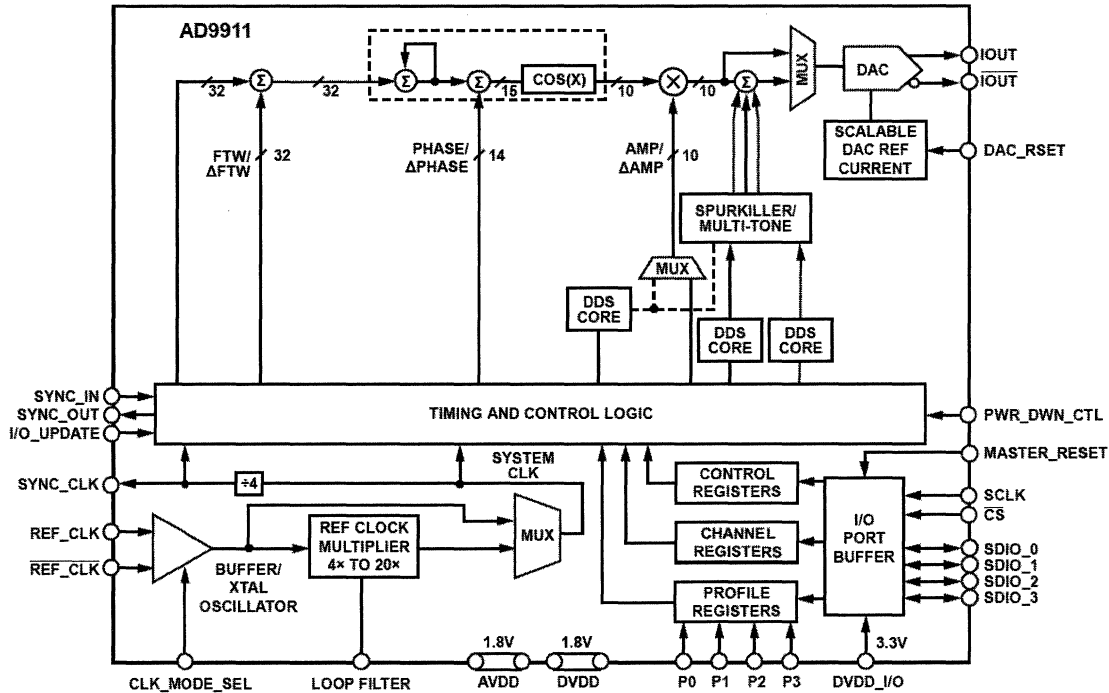 AD9911
Σ
Σ
Σ
COS(X)
×
Σ
MUX
DAC
IOUT
IOUT
32
32
15
10
10
SCALABLE
DAC REF
CURRENT
DAC_RSET
FTW/
ΔFTW
32
PHASE/
ΔPHASE
14
AMP/
ΔAMP
10
SPURKILLER/
MULTI-TONE
MUX
DDS
CORE
DDS
CORE
DDS
CORE
SYNC_IN
SYNC_OUT
I/O_UPDATE
TIMING AND CONTROL LOGIC
PWR_DWN_CTL
SYSTEM
CLK
MASTER_RESET
SYNC_CLK
÷4
CONTROL
REGISTERS
SCLK
CS
REF_CLK
REF_CLK
REF CLOCK
MULTIPLIER
4× TO 20×
MUX
CHANNEL
REGISTERS
I/O
PORT
BUFFER
SDIO_0
SDIO_1
SDIO_2
SDIO_3
BUFFER/
XTAL
OSCILLATOR
PROFILE
REGISTERS
1.8V
1.8V
3.3V
CLK_MODE_SEL
LOOP FILTER
AVDD
DVDD
P0
P1
P2
P3
DVDD_I/O